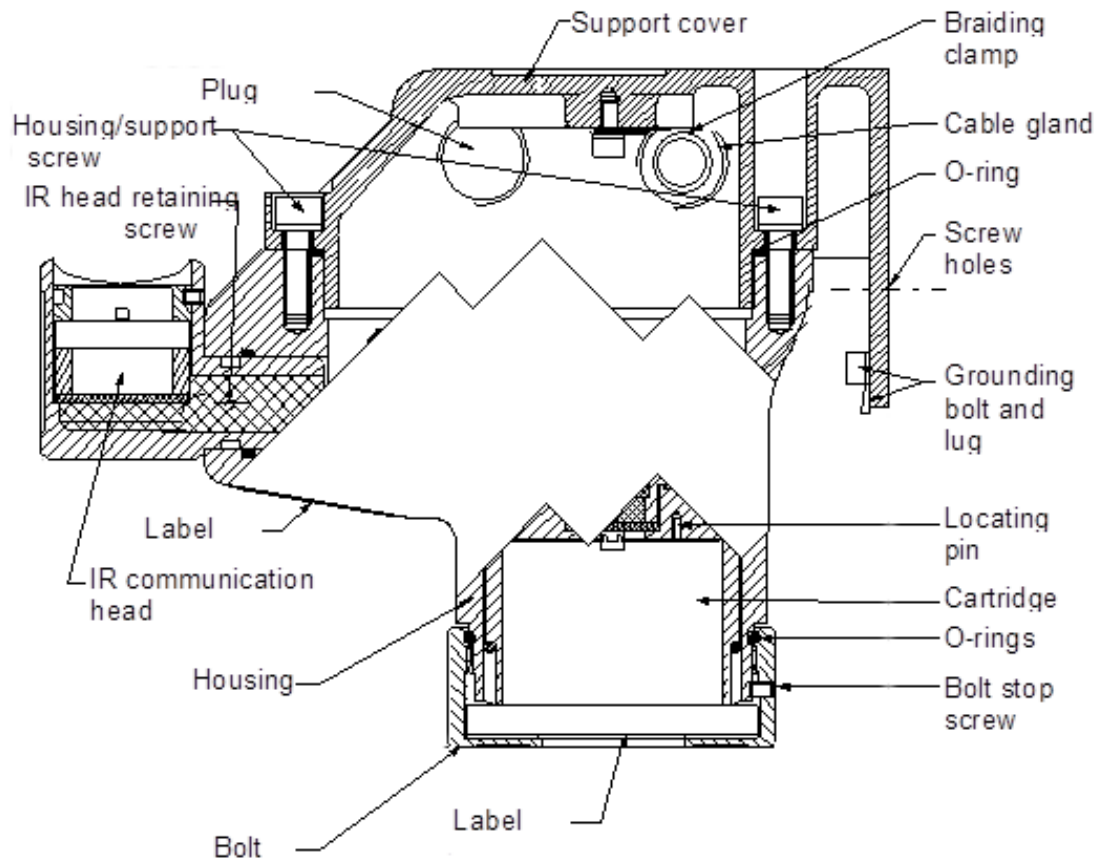 Support cover
Braiding
clamp
Plug
Housing/support
screw
Cable gland
IR head retaining
screw
O-ring
Screw
holes
Grounding
bolt and
lug
Label
Locating
pin
IR communication
head
Cartridge
O-rings
Housing
Bolt stop
screw
Label
Bolt